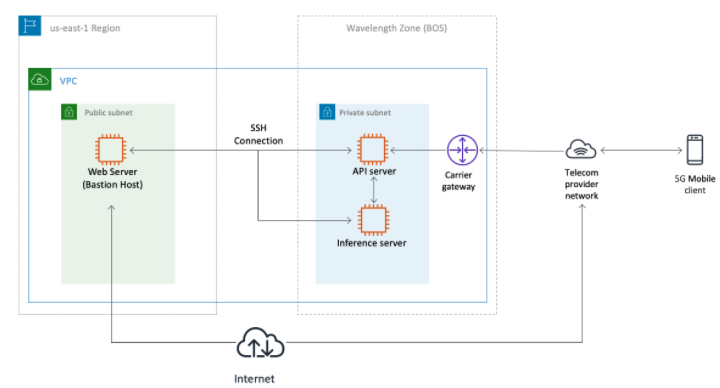 us-east-1 Region
Wavelength Zone (BOS)
VPC
Public subnet
Private subnet
SSH
Connection
Web Server
(Bastion Host)
API server
Carrier
gateway
Telecom
provider
network
5G Mobile
client
Inference server
Internet